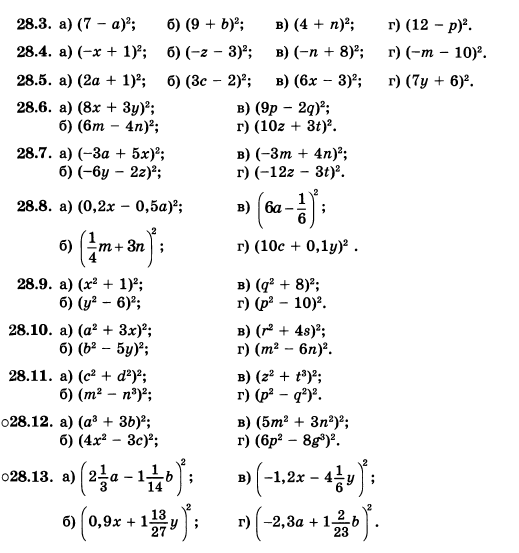 28.3. а) (7 − a)²; б) (9 + b)²; в) (4 + n)²; г) (12 − p)².
28.4. а) (−x + 1)²; б) (−z − 3)²; в) (−n + 8)²; г) (−m − 10)².
28.5. а) (2a + 1)²; б) (3c − 2)²; в) (6x − 3)²; г) (7y + 6)².
28.6. а) (8x + 3y)²; в) (9p − 2q)²;
б) (6m − 4n)²; г) (10z + 3t)².
28.7. а) (−3a + 5x)²; в) (−3m + 4n)²;
б) (−6y − 2z)²; г) (−12z − 3t)².
28.8. а) (0,2x − 0,5a)²; в) (6a − 1/6)²;
б) (1/4 m + 3n)²; г) (10c + 0,1y)² .
28.9. а) (x² + 1)²; в) (q² + 8)²;
б) (y² − 6)²; г) (p² − 10)².
28.10. а) (a² + 3x)²; в) (r² + 4s)²;
б) (b² − 5y)²; г) (m² − 6n)².
28.11. а) (c² + d²)²; в) (z² + t³)²;
б) (m² − n³)²; г) (p² − q²)².
○28.12. а) (a³ + 3b)²; в) (5m² + 3n²)²;
б) (4x² − 3c)²; г) (6p² − 8g³)².
○28.13. а) (2 1/3 a − 1 1/14 b)²; в) (−1,2x − 4 1/6 y)²;
б) (0,9x + 1 13/27 y)²; г) (−2,3a + 1 2/23 b)².